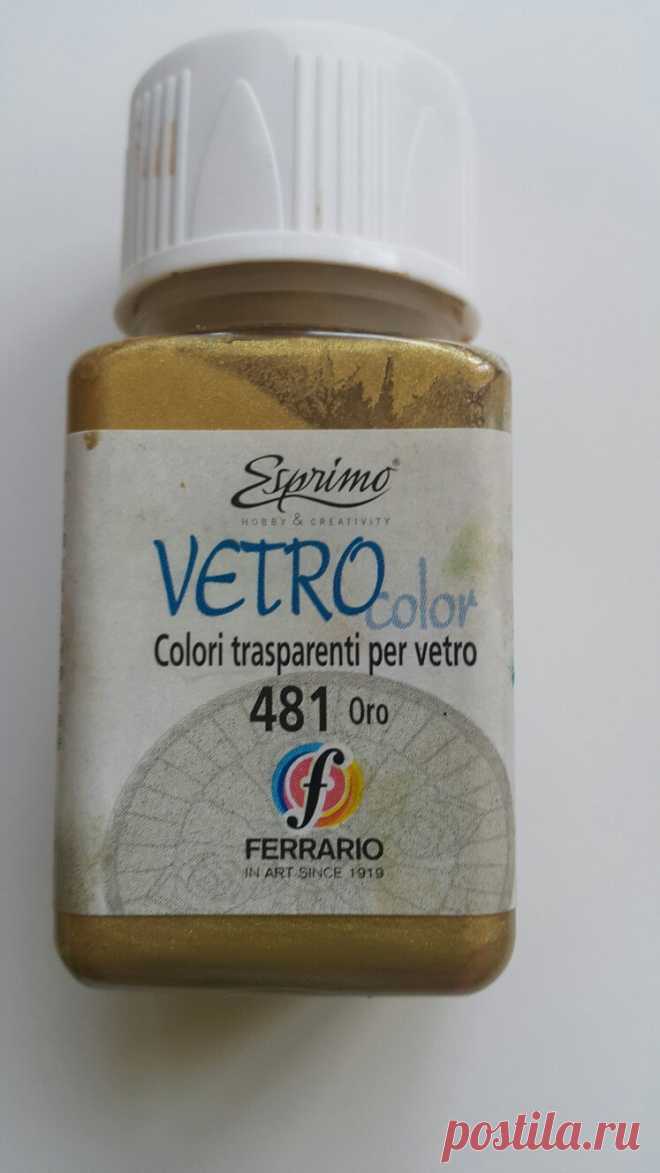 Esprimo®
HOBBY & CREATIVITY
VETRO
color
Colori trasparenti per vetro
481 Oro
f
FERRARIO
IN ART SINCE 1919
postila.ru